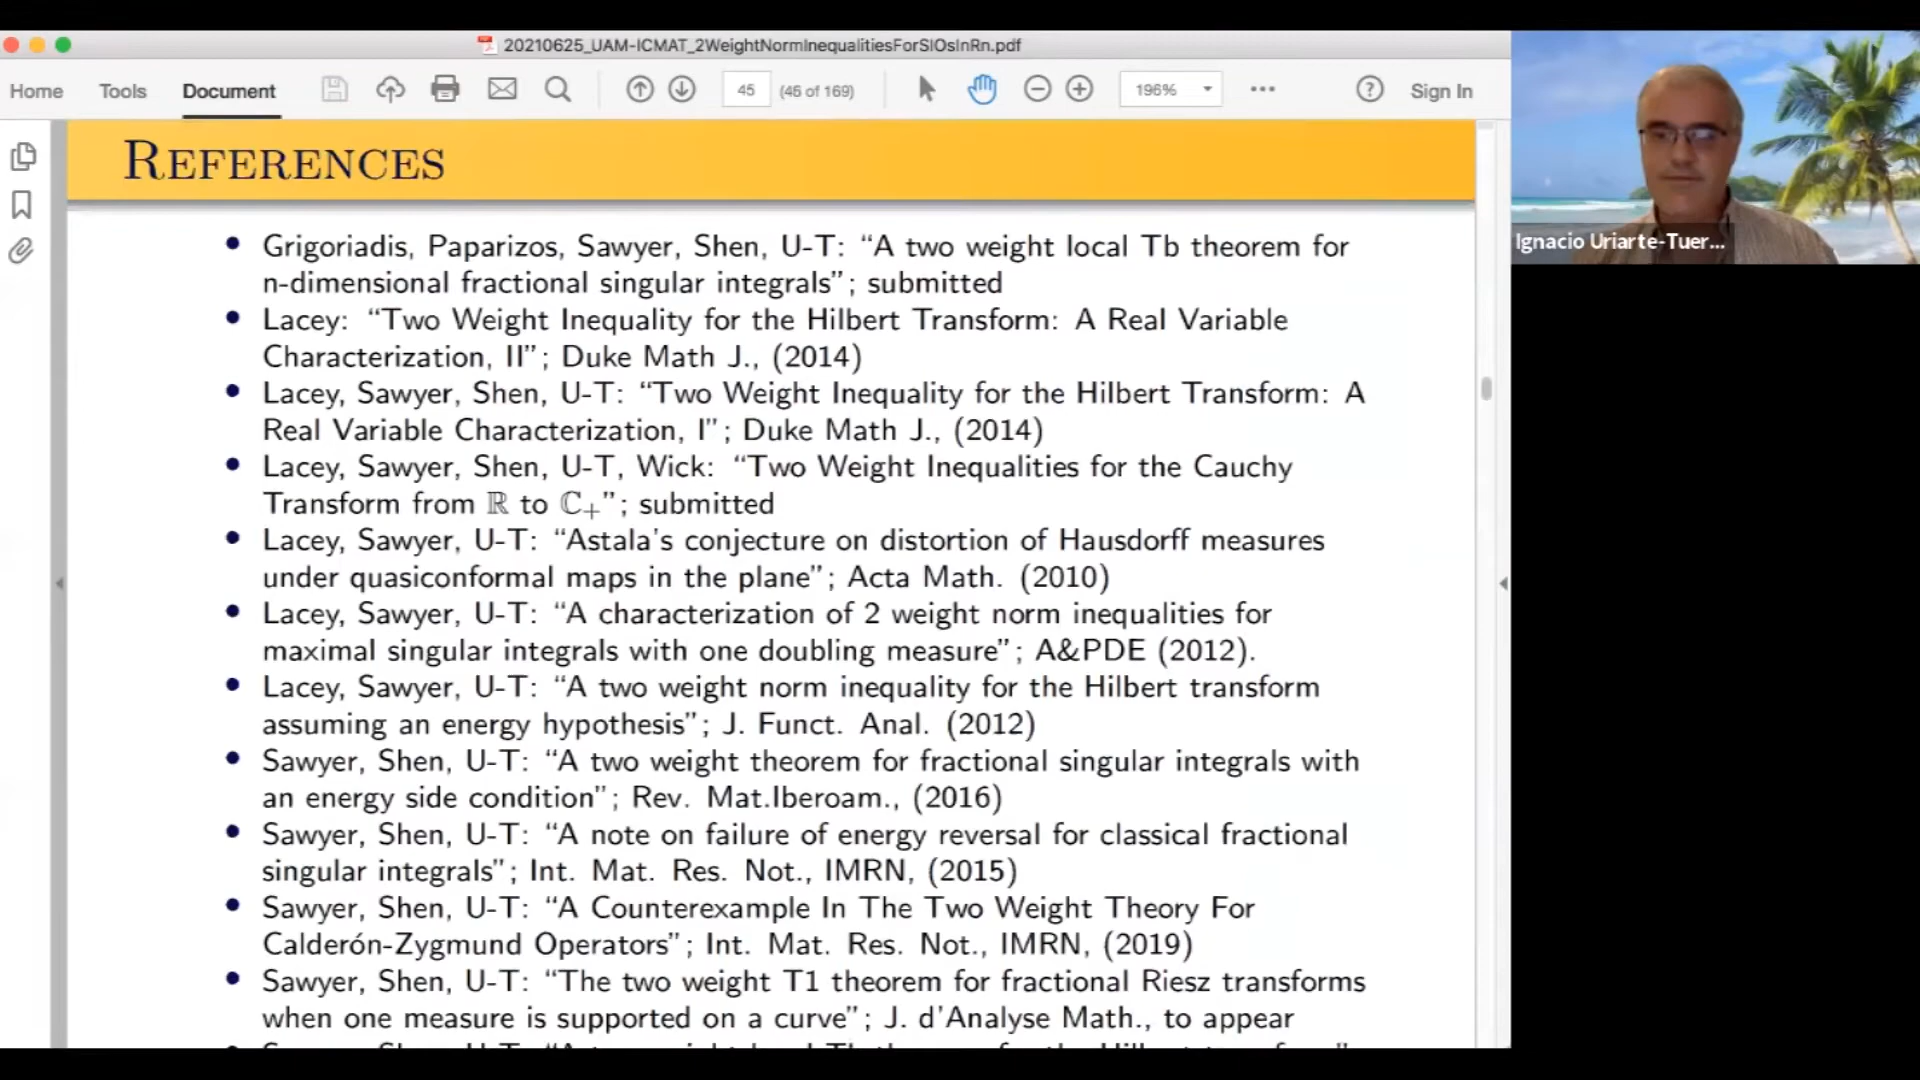 20210625_UAM-ICMAT_2WeightNormInequalitiesForSIOsInRn.pdf
Home Tools Document 45 (46 of 169) 196% Sign In
REFERENCES
Grigoriadis, Paparizos, Sawyer, Shen, U-T: “A two weight local Tb theorem for
n-dimensional fractional singular integrals”; submitted
Lacey: “Two Weight Inequality for the Hilbert Transform: A Real Variable
Characterization, II”; Duke Math J., (2014)
Lacey, Sawyer, Shen, U-T: “Two Weight Inequality for the Hilbert Transform: A
Real Variable Characterization, I”; Duke Math J., (2014)
Lacey, Sawyer, Shen, U-T, Wick: “Two Weight Inequalities for the Cauchy
Transform from ℝ to ℂ₊”; submitted
Lacey, Sawyer, U-T: “Astala’s conjecture on distortion of Hausdorff measures
under quasiconformal maps in the plane”; Acta Math. (2010)
Lacey, Sawyer, U-T: “A characterization of 2 weight norm inequalities for
maximal singular integrals with one doubling measure”; A&PDE (2012).
Lacey, Sawyer, U-T: “A two weight norm inequality for the Hilbert transform
assuming an energy hypothesis”; J. Funct. Anal. (2012)
Sawyer, Shen, U-T: “A two weight theorem for fractional singular integrals with
an energy side condition”; Rev. Mat.Iberoam., (2016)
Sawyer, Shen, U-T: “A note on failure of energy reversal for classical fractional
singular integrals”; Int. Mat. Res. Not., IMRN, (2015)
Sawyer, Shen, U-T: “A Counterexample In The Two Weight Theory For
Calderón-Zygmund Operators”; Int. Mat. Res. Not., IMRN, (2019)
Sawyer, Shen, U-T: “The two weight T1 theorem for fractional Riesz transforms
when one measure is supported on a curve”; J. d’Analyse Math., to appear
Ignacio Uriarte-Tuer...